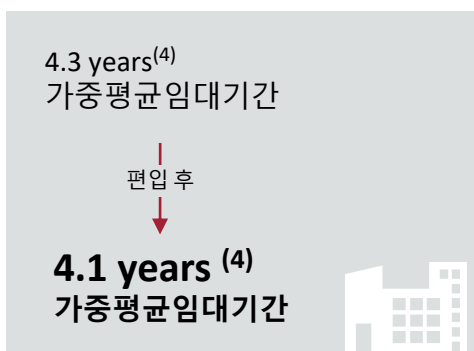 4.3 years(4)
가중평균임대기간
편입 후
4.1 years (4)
가중평균임대기간